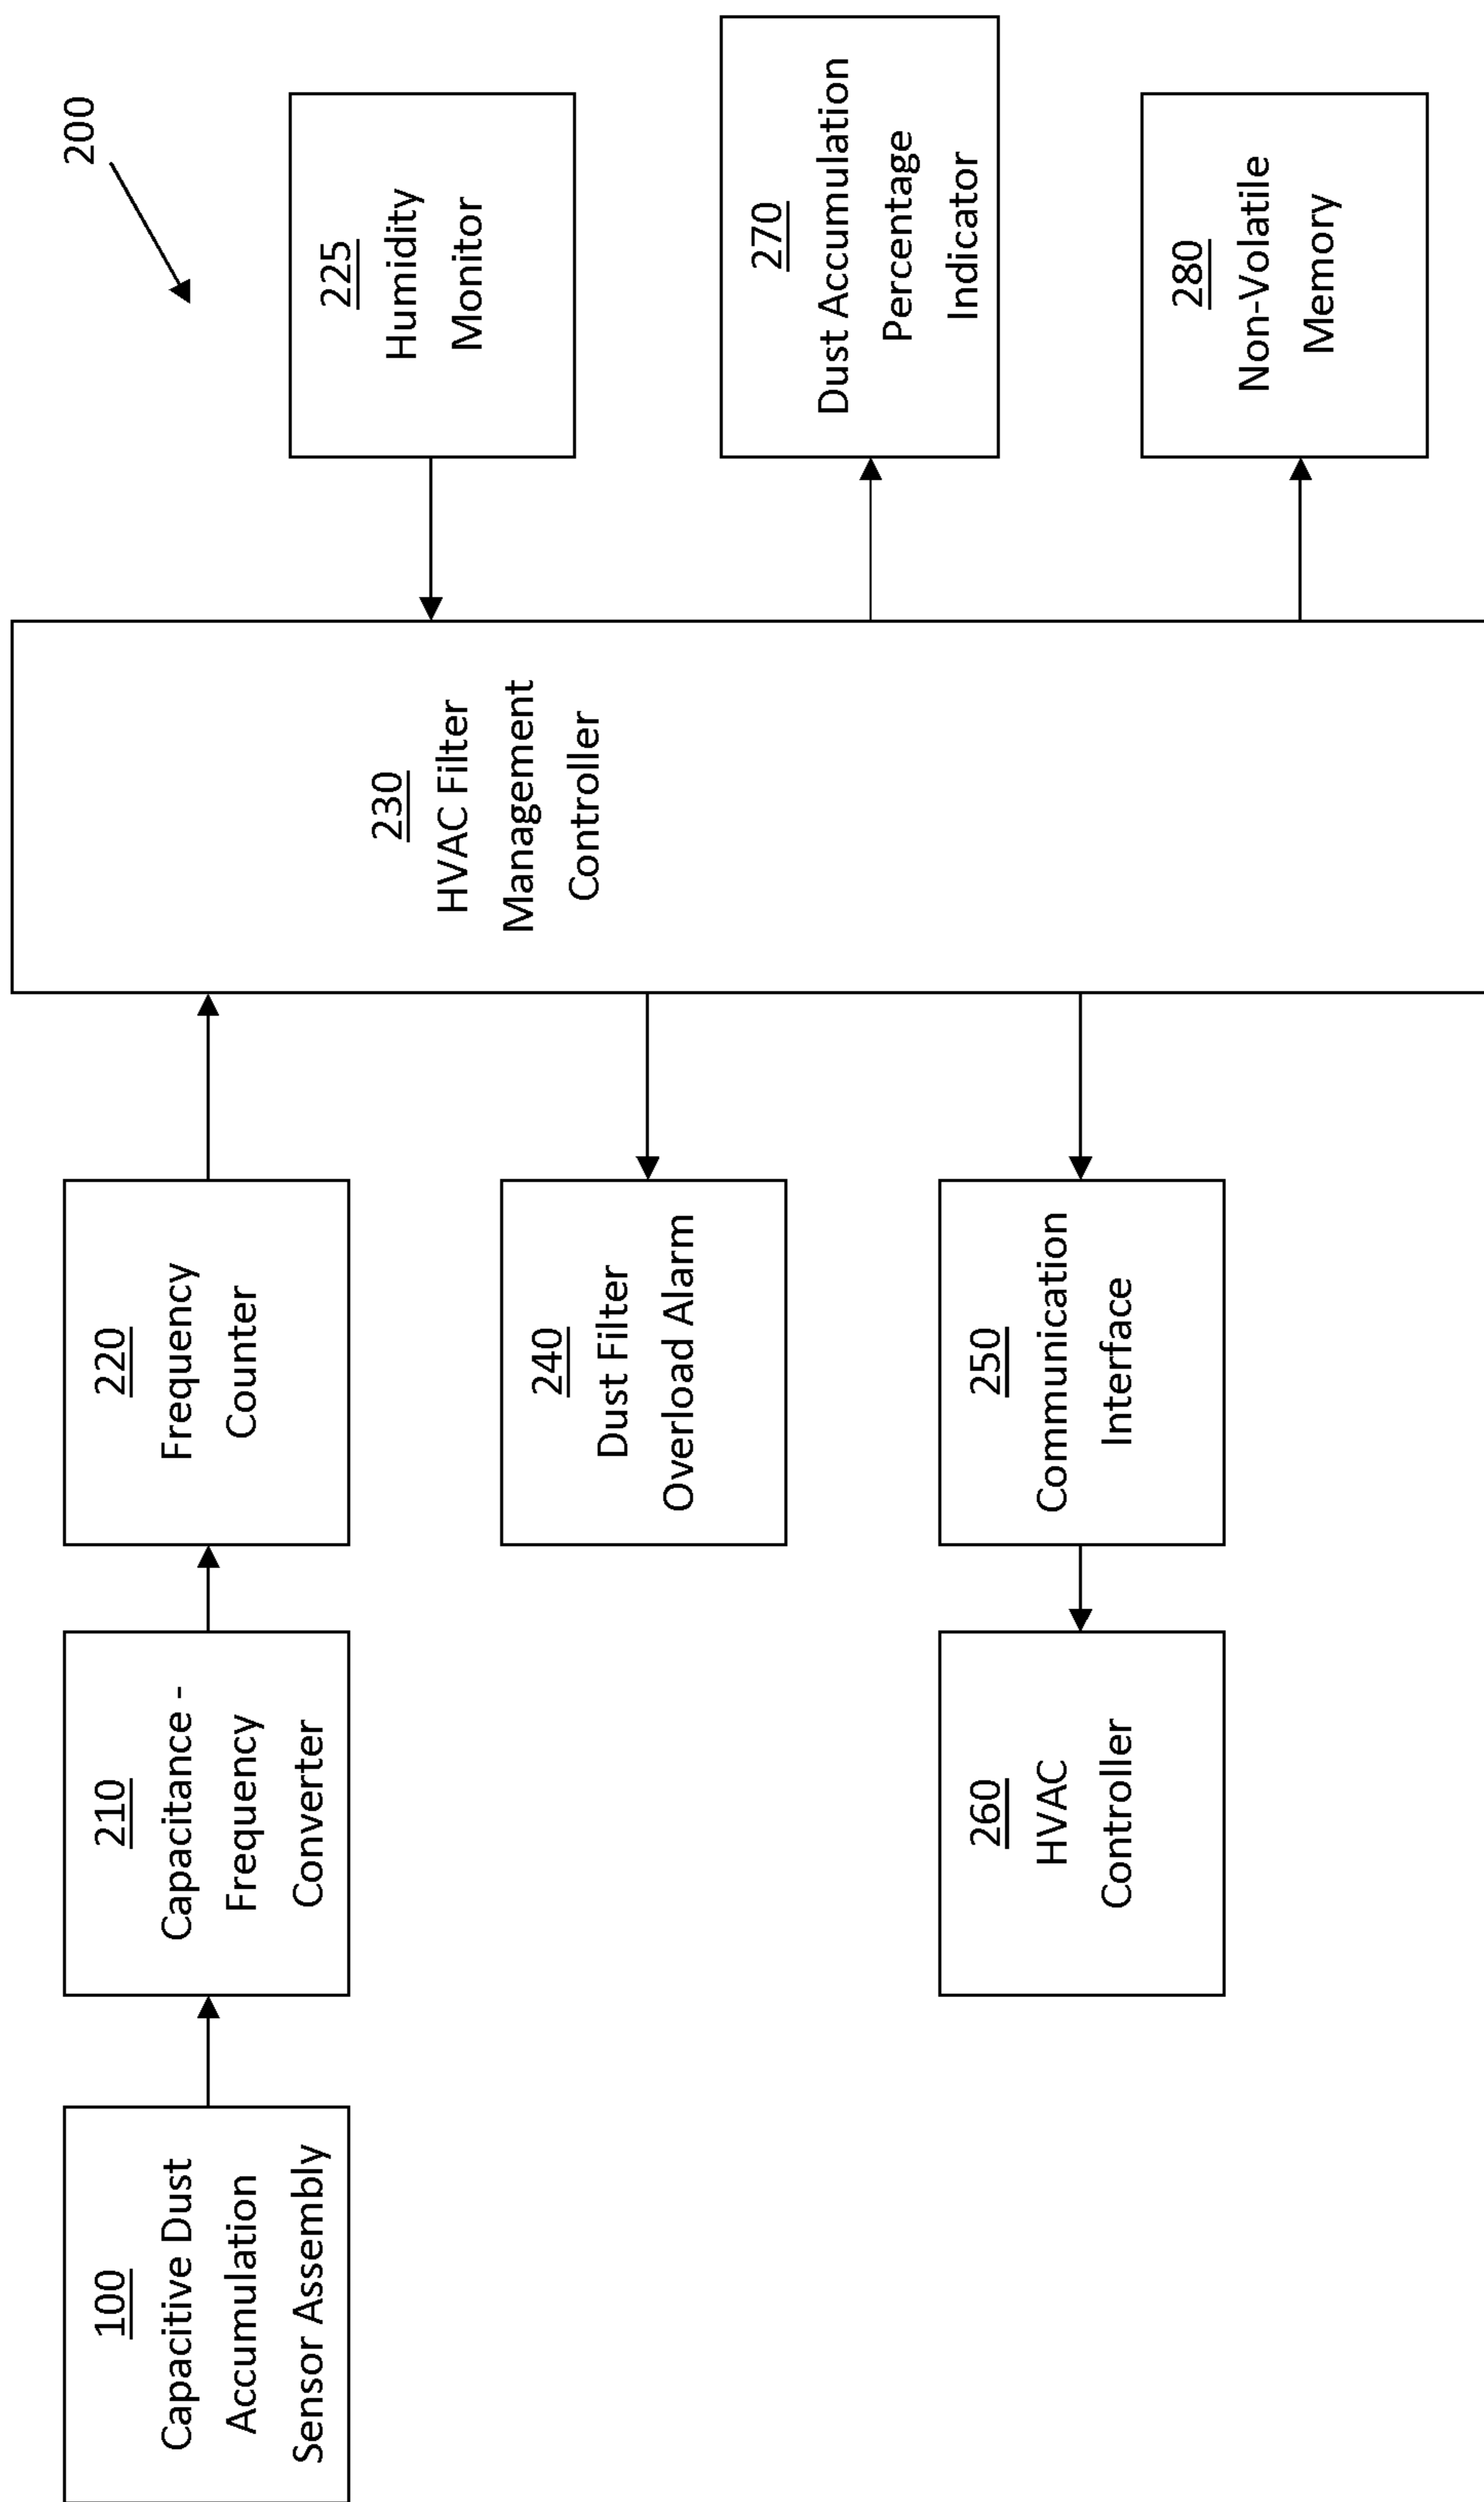 200
100
Capacitive Dust
Accumulation
Sensor Assembly
210
Capacitance -
Frequency
Converter
220
Frequency
Counter
230
HVAC Filter
Management
Controller
225
Humidity
Monitor
240
Dust Filter
Overload Alarm
270
Dust Accumulation
Percentage
Indicator
260
HVAC
Controller
250
Communication
Interface
280
Non-Volatile
Memory